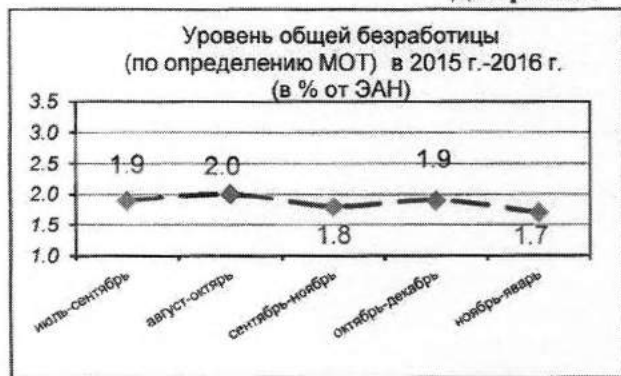 Уровень общей безработицы
(по определению МОТ) в 2015 г.-2016 г.
(в % от ЭАН)
3.5
3.0
2.5
2.0
1.5
1.0
1.9
2.0
1.8
1.9
1.7
июль-сентябрь
август-октярь
сентябрь-ноябрь
октябрь-декабрь
ноябрь-январь